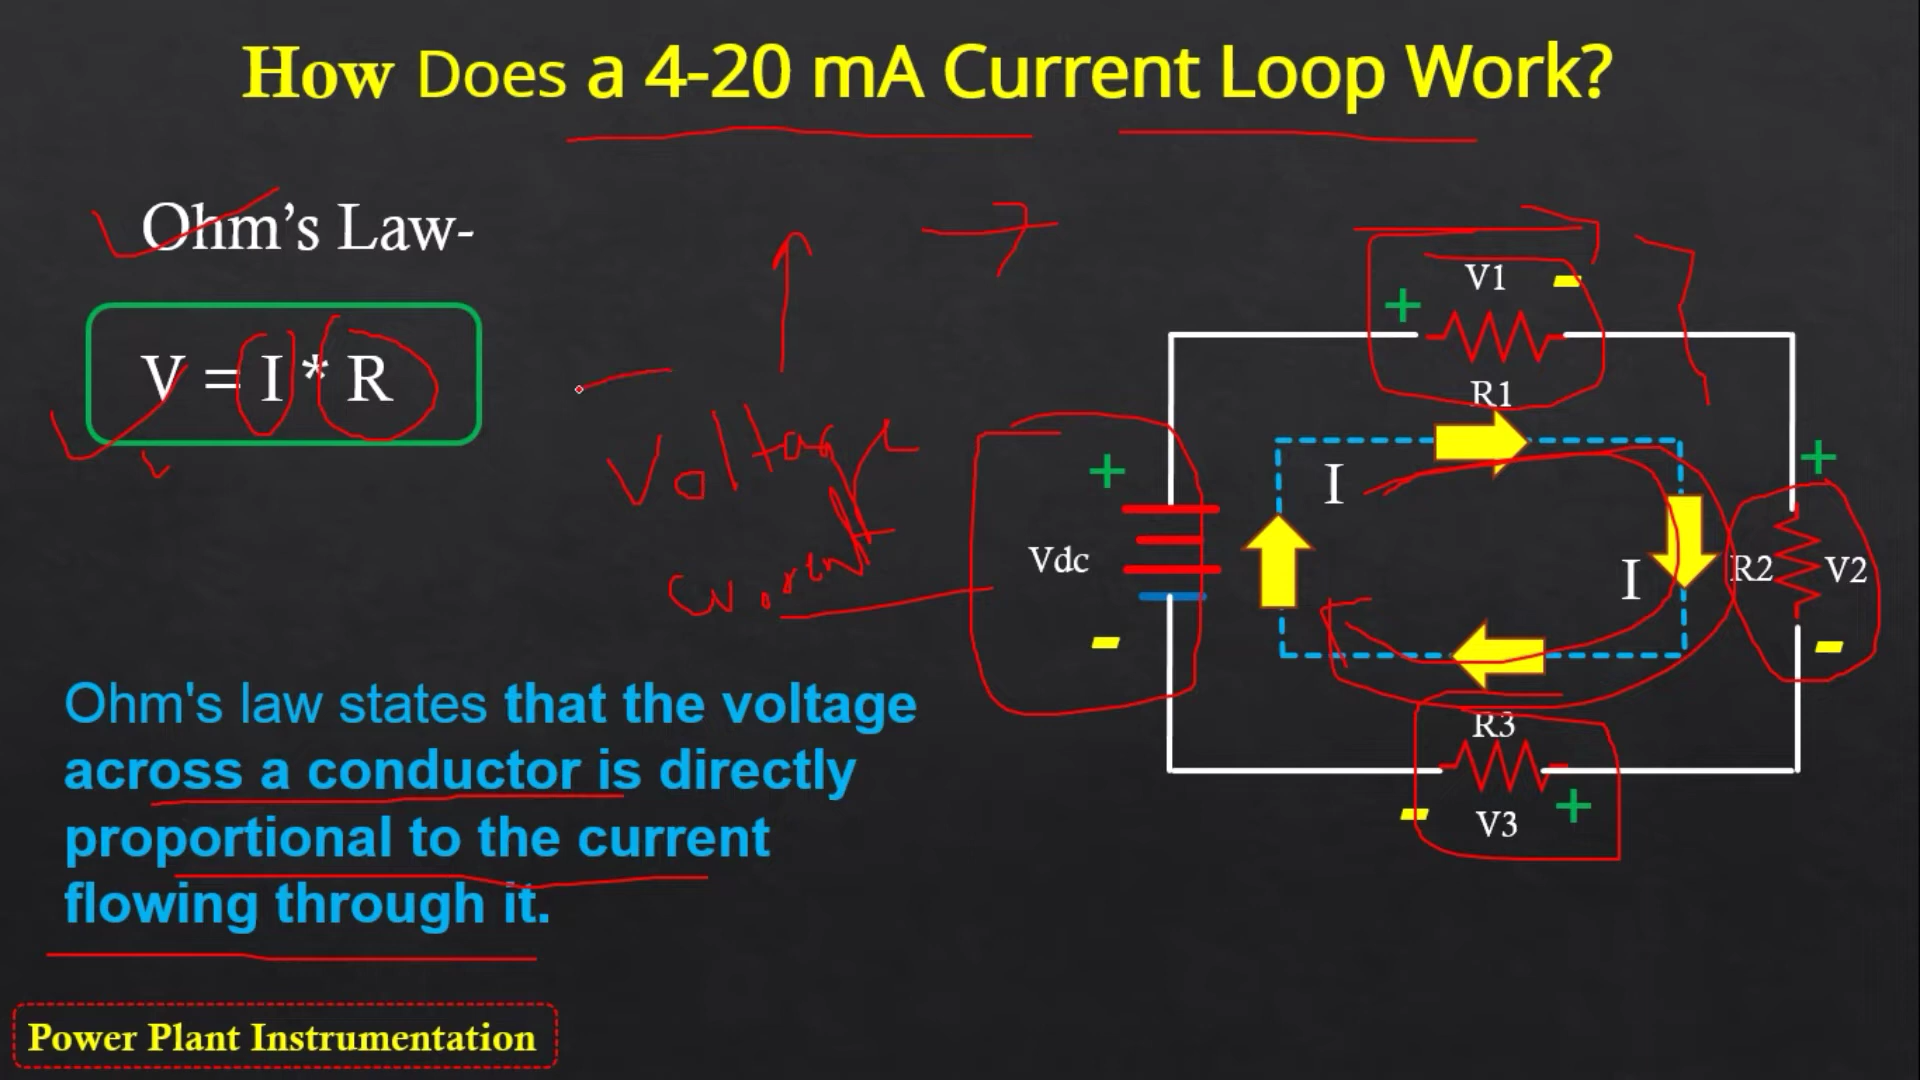 How Does a 4-20 mA Current Loop Work?
Ohm's Law-
V = I * R
Voltage
V1
+
-
R1
+
Vdc
-
I
I
+
R2
V2
-
R3
-
V3
+
Ohm's law states that the voltage
across a conductor is directly
proportional to the current
flowing through it.
Power Plant Instrumentation